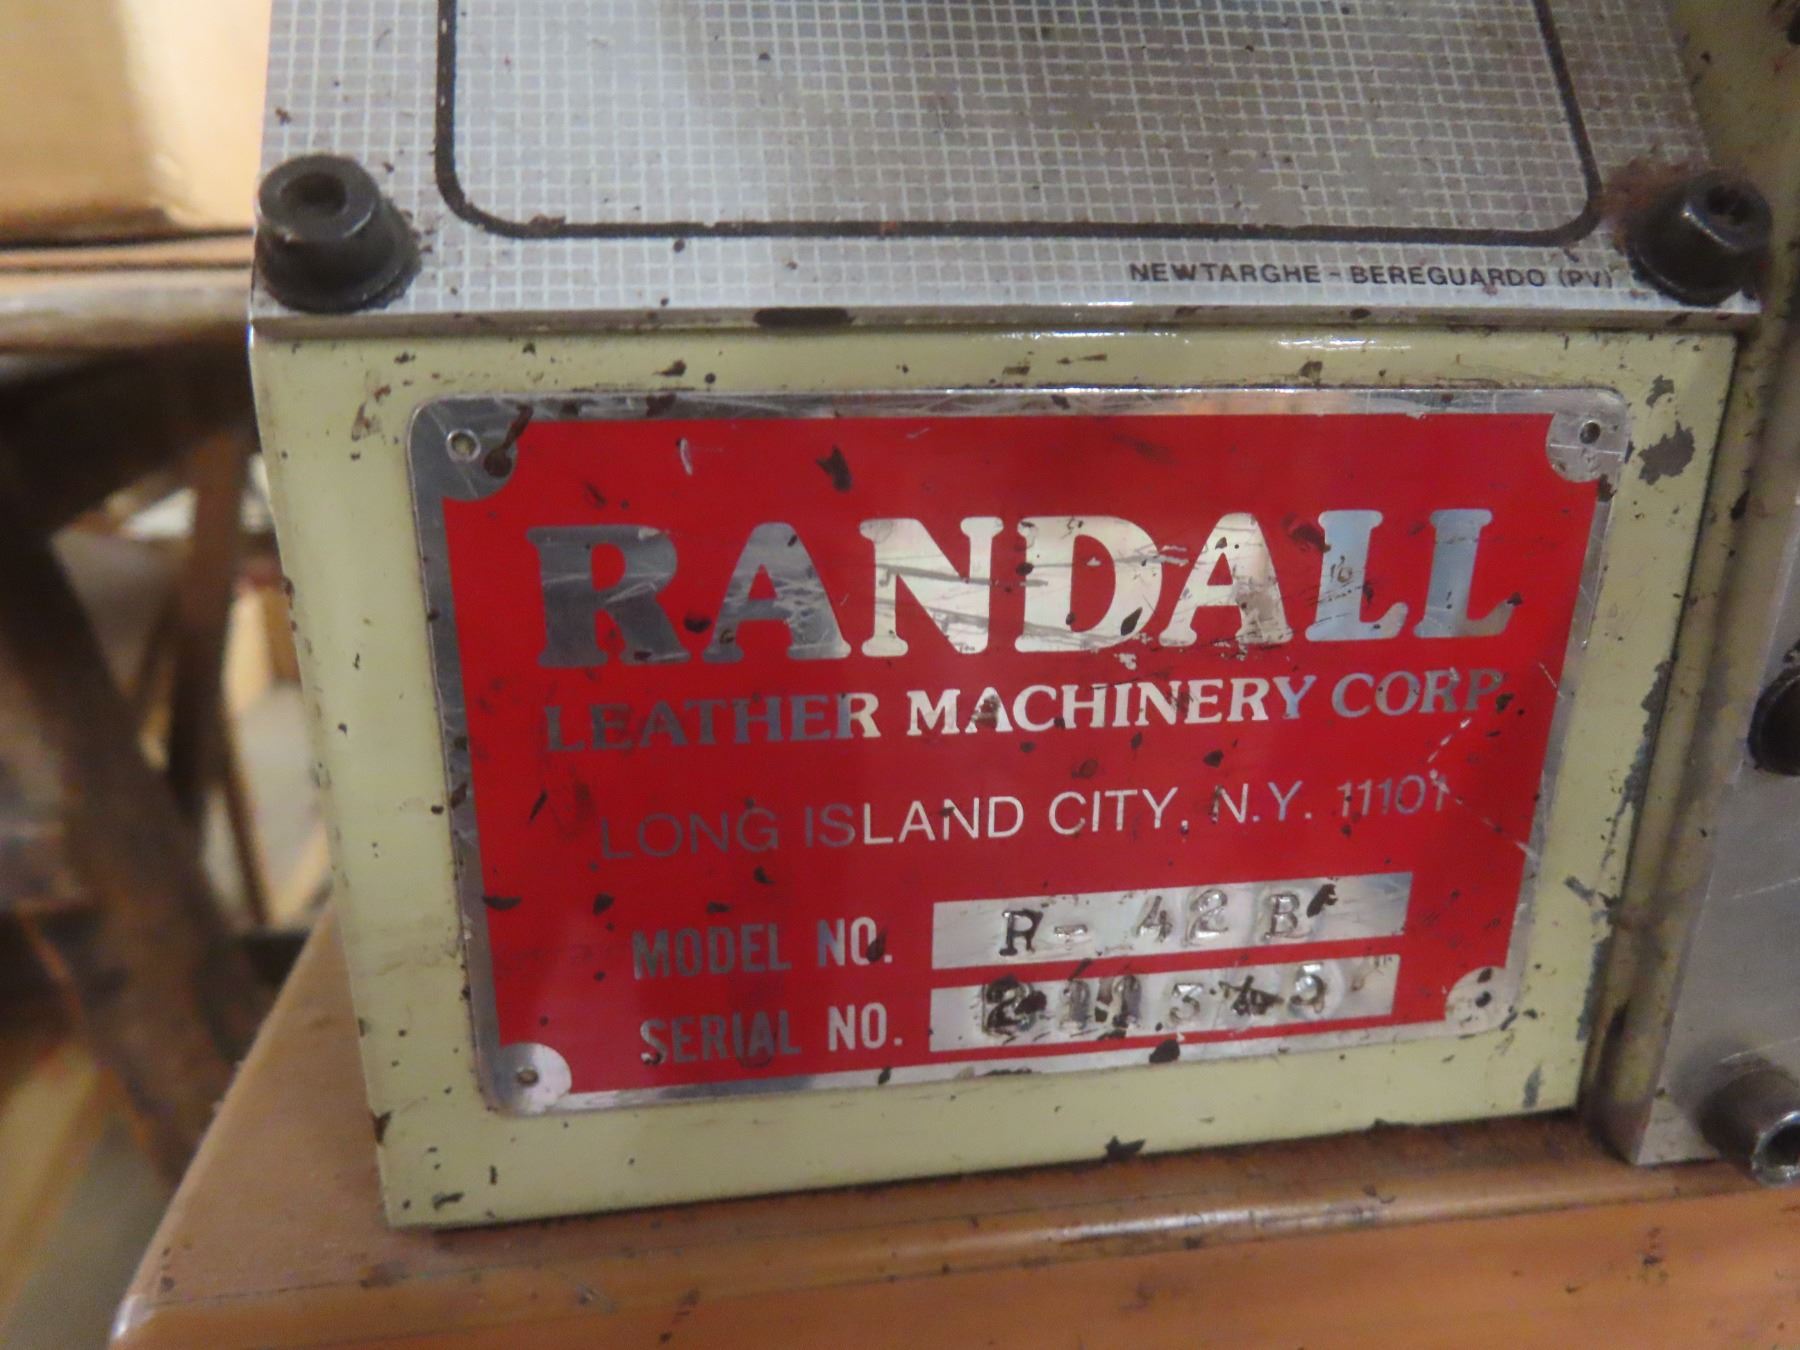 NEWTARGHE - BEREGUARDO (PV)
RANDALL
LEATHER MACHINERY CORP.
LONG ISLAND CITY, N.Y. 11101
MODEL NO. R-42B
SERIAL NO.